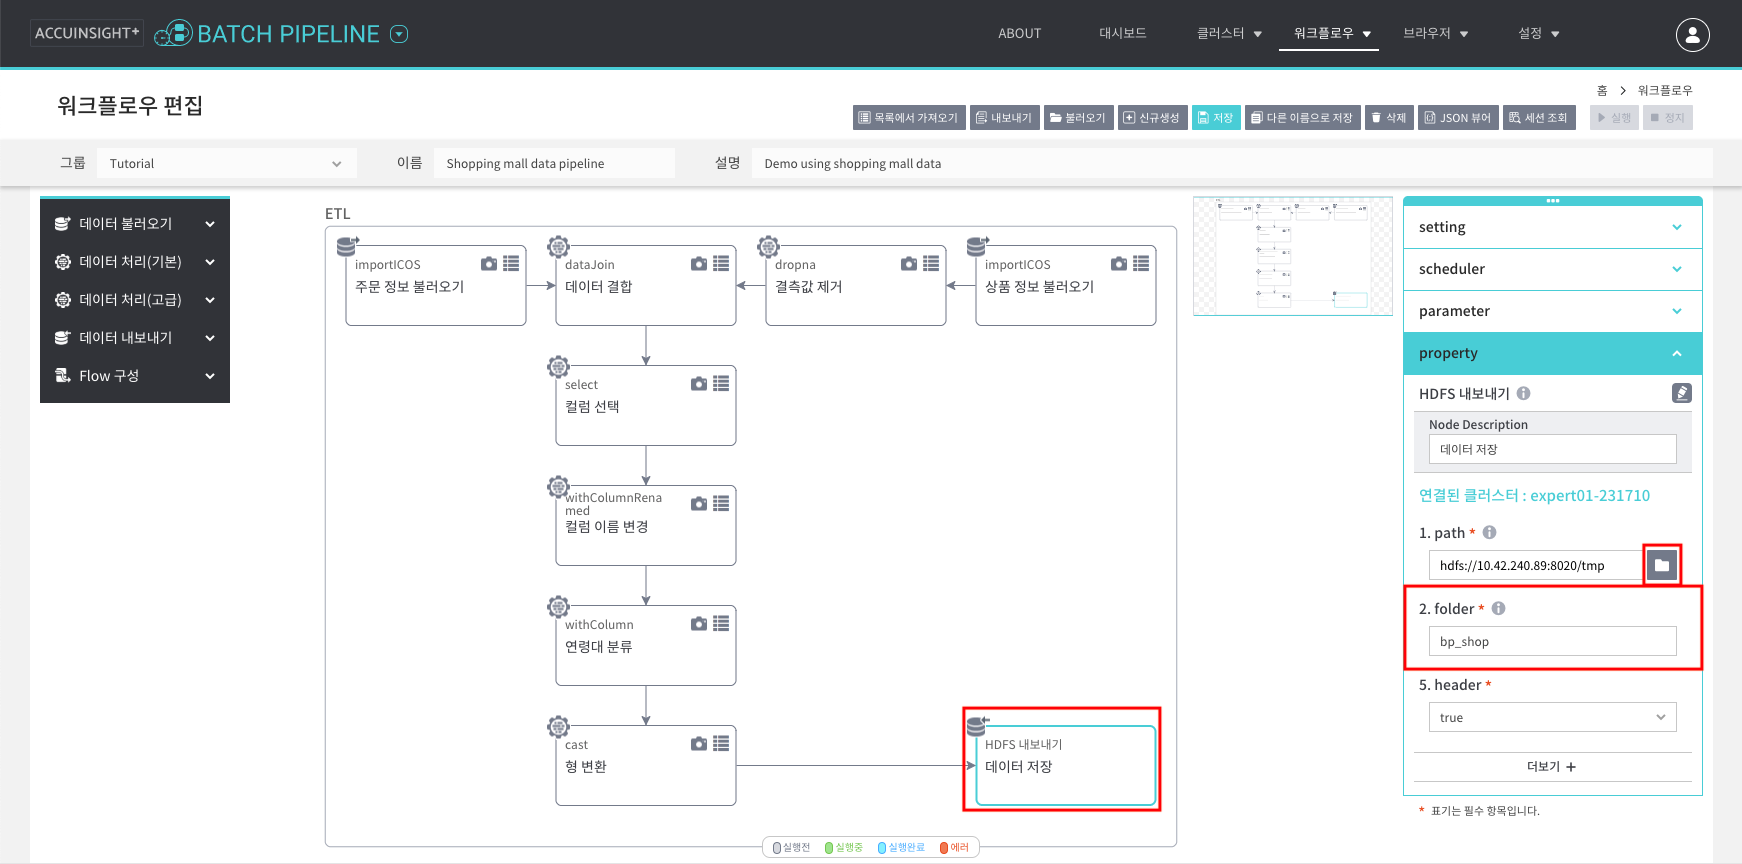 ACCUINSIGHT+ BATCH PIPELINE
ABOUT 대시보드 클러스터 워크플로우 브라우저 설정
홈 > 워크플로우
워크플로우 편집
목록에서 가져오기 내보내기 불러오기 신규생성 저장 다른 이름으로 저장 삭제 JSON 뷰어 세션 조회 실행 정지
그룹 Tutorial 이름 Shopping mall data pipeline 설명 Demo using shopping mall data
데이터 불러오기
데이터 처리(기본)
데이터 처리(고급)
데이터 내보내기
Flow 구성
ETL
importICOS
주문 정보 불러오기
dataJoin
데이터 결합
dropna
결측값 제거
importICOS
상품 정보 불러오기
select
컬럼 선택
withColumnRena
med
컬럼 이름 변경
withColumn
연령대 분류
cast
형 변환
HDFS 내보내기
데이터 저장
실행전 실행중 실행완료 에러
setting
scheduler
parameter
property
HDFS 내보내기
Node Description
데이터 저장
연결된 클러스터 : expert01-231710
1. path *
hdfs://10.42.240.89:8020/tmp
2. folder *
bp_shop
5. header *
true
더보기 +
* 표기는 필수 항목입니다.